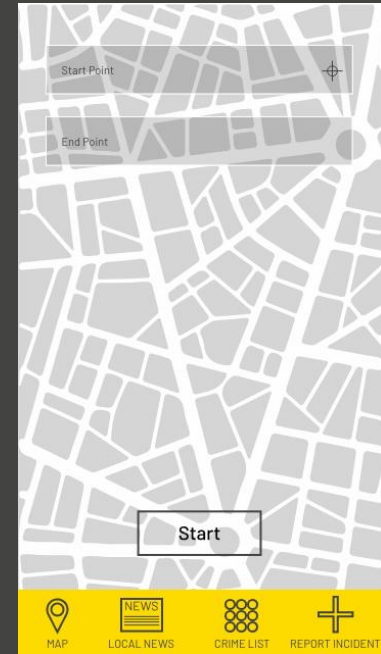 Start Point
End Point
Start
NEWS
MAP
LOCAL NEWS
CRIME LIST
REPORT INCIDENT